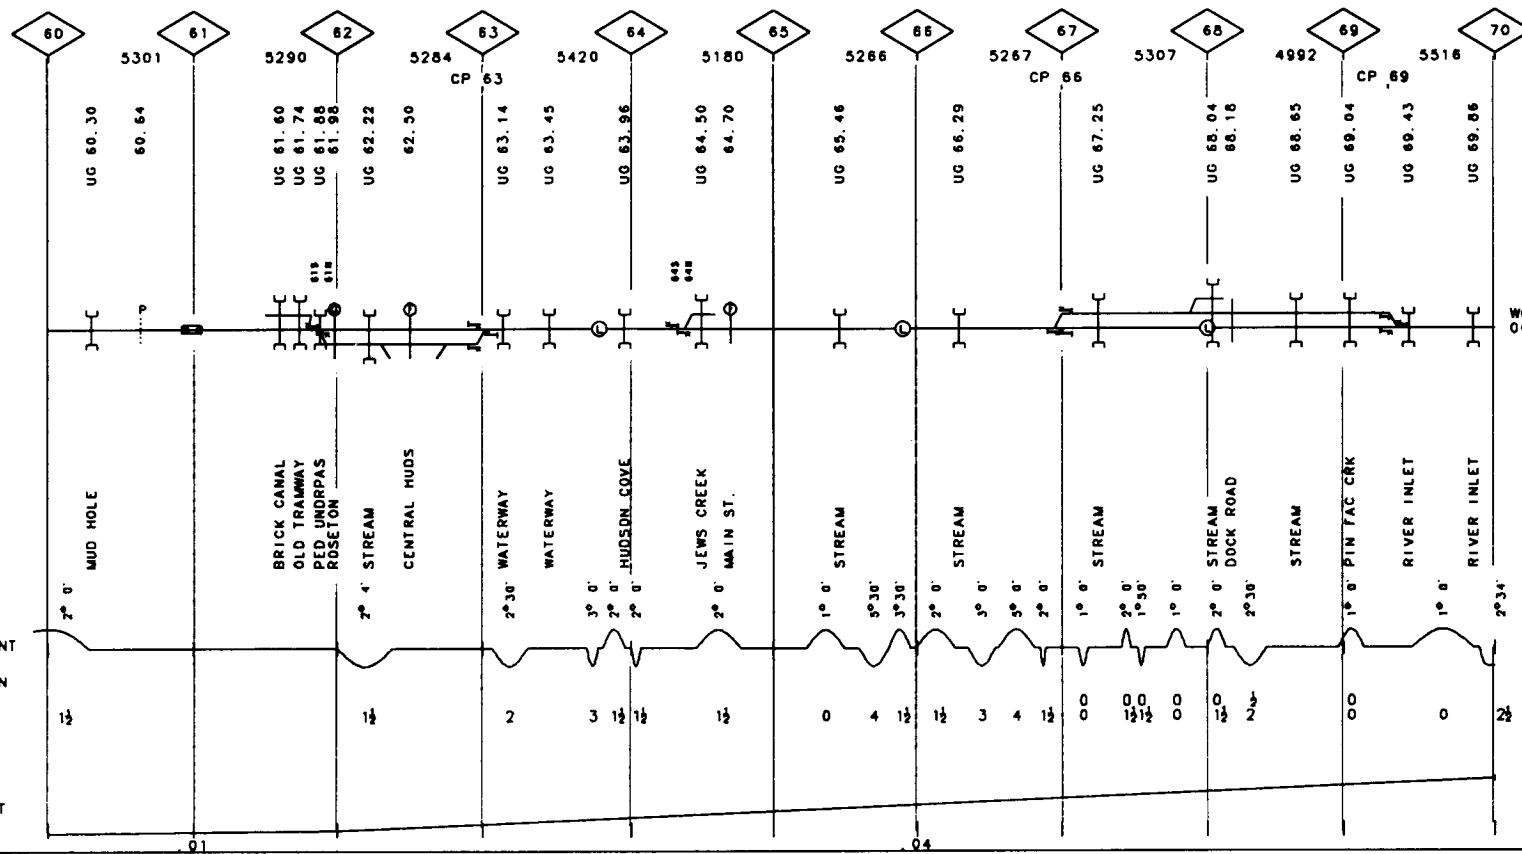 60 61 62 63 64 65 66 67 68 69 70
5301 5290 5284 5420 5180 5266 5267 5307 4992 5516
CP 63 CP 66 CP 69
UG 60.30
60.64
UG 61.60
UG 61.74
UG 61.88
61.98
UG 62.22
62.50
UG 63.14
UG 63.45
UG 63.96
UG 64.50
64.70
UG 65.46
UG 66.29
UG 67.25
UG 68.04
68.18
UG 68.65
UG 69.04
UG 69.43
UG 69.86
61S
61N
64S
64N
P
L L L
MUD HOLE
BRICK CANAL
OLD TRAMWAY
PED UNDRPAS
ROSETON
STREAM
CENTRAL HUDS
WATERWAY
WATERWAY
HUDSON COVE
JEWS CREEK
MAIN ST.
STREAM
STREAM
STREAM
STREAM
DOCK ROAD
STREAM
PIN FAC CRK
RIVER INLET
RIVER INLET
2° 0' 2° 4' 2°30' 3° 0' 2° 0' 2° 0' 2° 0' 1° 0' 5°30' 3°30' 2° 0' 3° 0' 5° 0' 2° 0' 1° 0' 2° 0' 1°50' 1° 0' 2° 0' 2°30' 1° 0' 1° 0' 2°34'
NT
N
0 0 0 0 0 ½ 0
1½ 1½ 2 3 1½ 1½ 1½ 0 4 1½ 1½ 3 4 1½ 0 1½ 1½ 0 1½ 2 0 0 2½
T
.01 .04